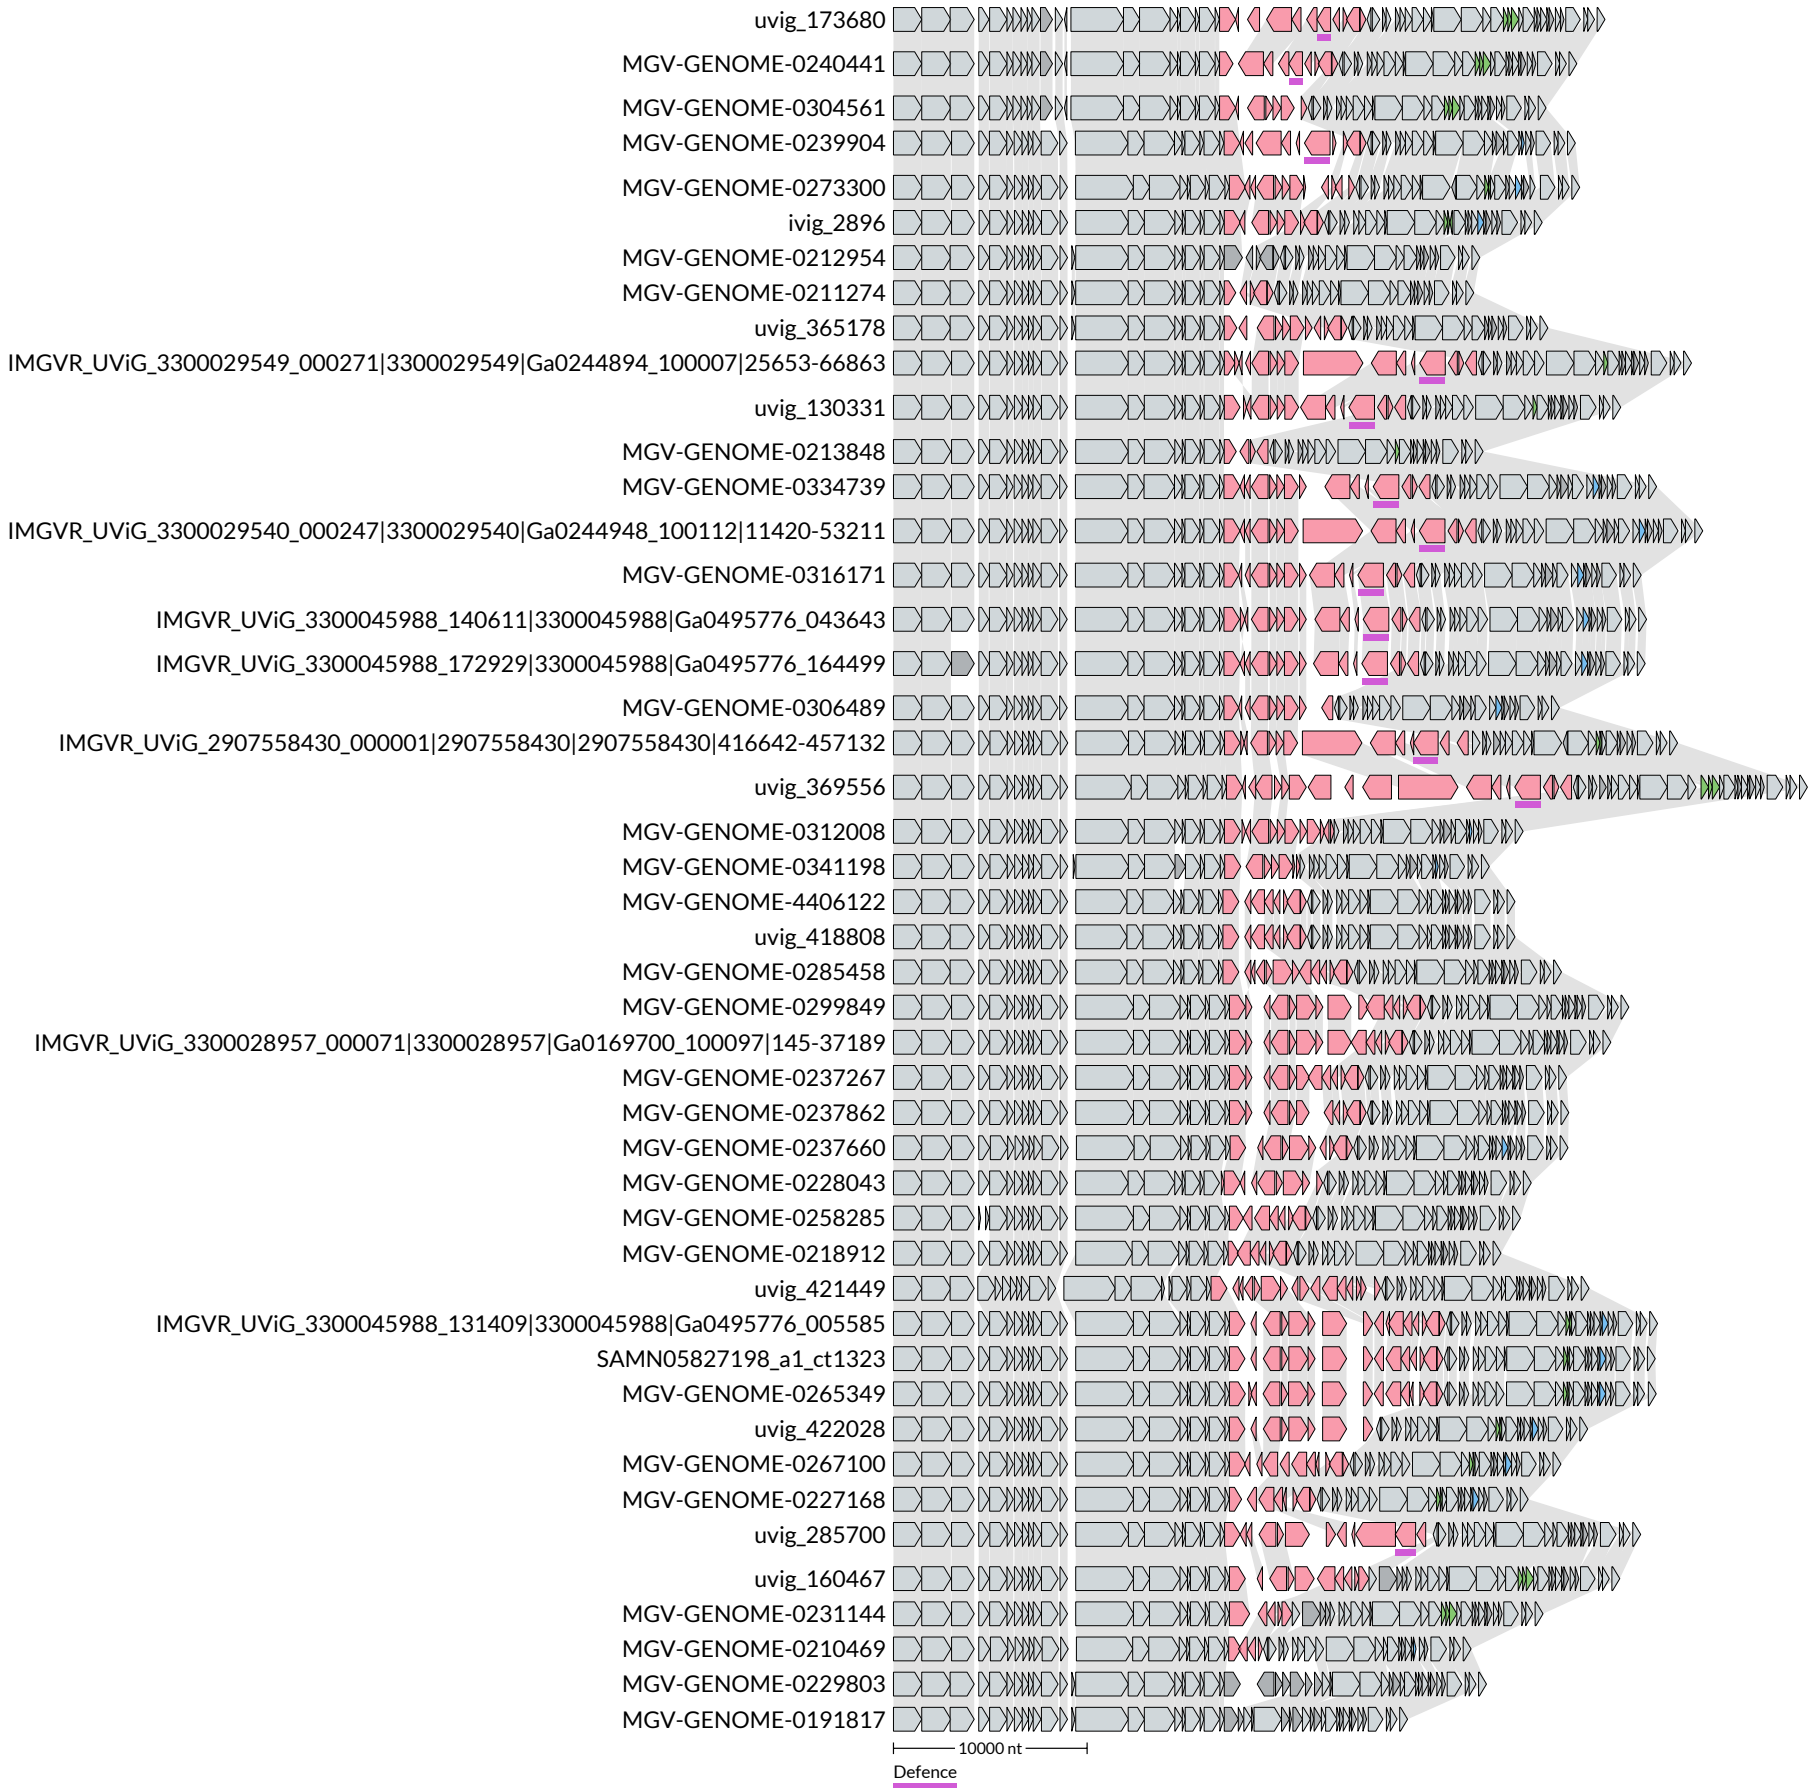 uvig_173680
MGV-GENOME-0240441
MGV-GENOME-0304561
MGV-GENOME-0239904
MGV-GENOME-0273300
ivig_2896
MGV-GENOME-0212954
MGV-GENOME-0211274
uvig_365178
IMGVR_UViG_3300029549_000271|3300029549|Ga0244894_100007|25653-66863
uvig_130331
MGV-GENOME-0213848
MGV-GENOME-0334739
IMGVR_UViG_3300029540_000247|3300029540|Ga0244948_100112|11420-53211
MGV-GENOME-0316171
IMGVR_UViG_3300045988_140611|3300045988|Ga0495776_043643
IMGVR_UViG_3300045988_172929|3300045988|Ga0495776_164499
MGV-GENOME-0306489
IMGVR_UViG_2907558430_000001|2907558430|2907558430|416642-457132
uvig_369556
MGV-GENOME-0312008
MGV-GENOME-0341198
MGV-GENOME-4406122
uvig_418808
MGV-GENOME-0285458
MGV-GENOME-0299849
IMGVR_UViG_3300028957_000071|3300028957|Ga0169700_100097|145-37189
MGV-GENOME-0237267
MGV-GENOME-0237862
MGV-GENOME-0237660
MGV-GENOME-0228043
MGV-GENOME-0258285
MGV-GENOME-0218912
uvig_421449
IMGVR_UViG_3300045988_131409|3300045988|Ga0495776_005585
SAMN05827198_a1_ct1323
MGV-GENOME-0265349
uvig_422028
MGV-GENOME-0267100
MGV-GENOME-0227168
uvig_285700
uvig_160467
MGV-GENOME-0231144
MGV-GENOME-0210469
MGV-GENOME-0229803
MGV-GENOME-0191817
10000 nt
Defence